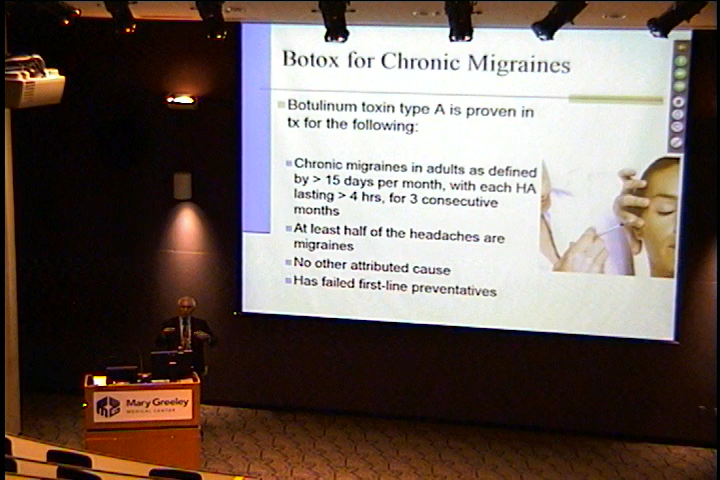 Botox for Chronic Migraines
Botulinum toxin type A is proven in
tx for the following:
Chronic migraines in adults as defined
by > 15 days per month, with each HA
lasting > 4 hrs, for 3 consecutive
months
At least half of the headaches are
migraines
No other attributed cause
Has failed first-line preventatives
Mary Greeley
MEDICAL CENTER